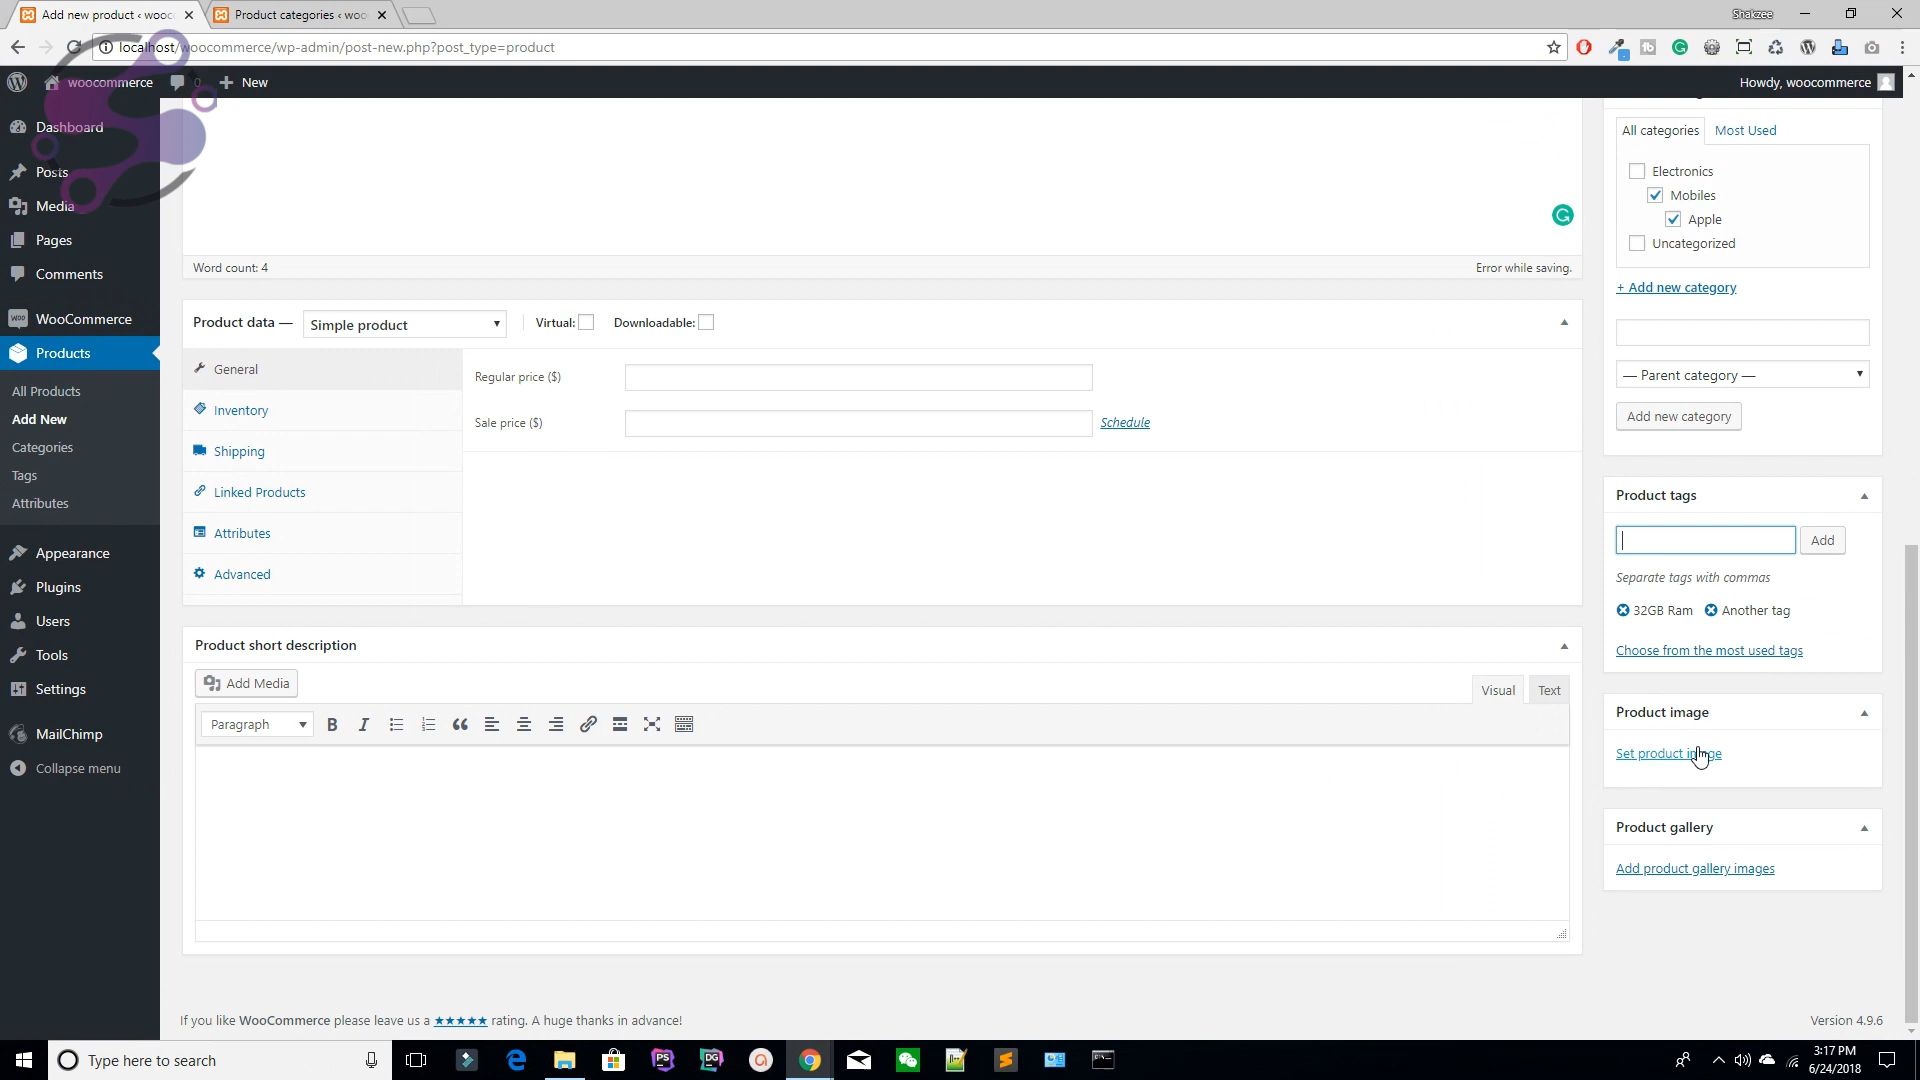 Add new product ‹ wooc
Product categories ‹ woo
Shakzee
localhost/woocommerce/wp-admin/post-new.php?post_type=product
woocommerce
0
New
Howdy, woocommerce
Dashboard
Posts
Media
Pages
Comments
WooCommerce
Products
All Products
Add New
Categories
Tags
Attributes
Appearance
Plugins
Users
Tools
Settings
MailChimp
Collapse menu
Word count: 4
Error while saving.
Product data —
Simple product
Virtual:
Downloadable:
General
Inventory
Shipping
Linked Products
Attributes
Advanced
Regular price ($)
Sale price ($)
Schedule
Product short description
Add Media
Visual
Text
Paragraph
If you like WooCommerce please leave us a ★★★★★ rating. A huge thanks in advance!
Version 4.9.6
All categories
Most Used
Electronics
Mobiles
Apple
Uncategorized
+ Add new category
— Parent category —
Add new category
Product tags
Add
Separate tags with commas
32GB Ram
Another tag
Choose from the most used tags
Product image
Set product image
Product gallery
Add product gallery images
Type here to search
3:17 PM
6/24/2018